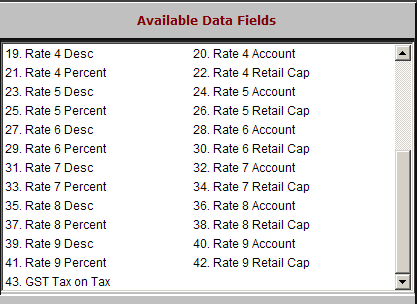 Available Data Fields
19. Rate 4 Desc 20. Rate 4 Account
21. Rate 4 Percent 22. Rate 4 Retail Cap
23. Rate 5 Desc 24. Rate 5 Account
25. Rate 5 Percent 26. Rate 5 Retail Cap
27. Rate 6 Desc 28. Rate 6 Account
29. Rate 6 Percent 30. Rate 6 Retail Cap
31. Rate 7 Desc 32. Rate 7 Account
33. Rate 7 Percent 34. Rate 7 Retail Cap
35. Rate 8 Desc 36. Rate 8 Account
37. Rate 8 Percent 38. Rate 8 Retail Cap
39. Rate 9 Desc 40. Rate 9 Account
41. Rate 9 Percent 42. Rate 9 Retail Cap
43. GST Tax on Tax